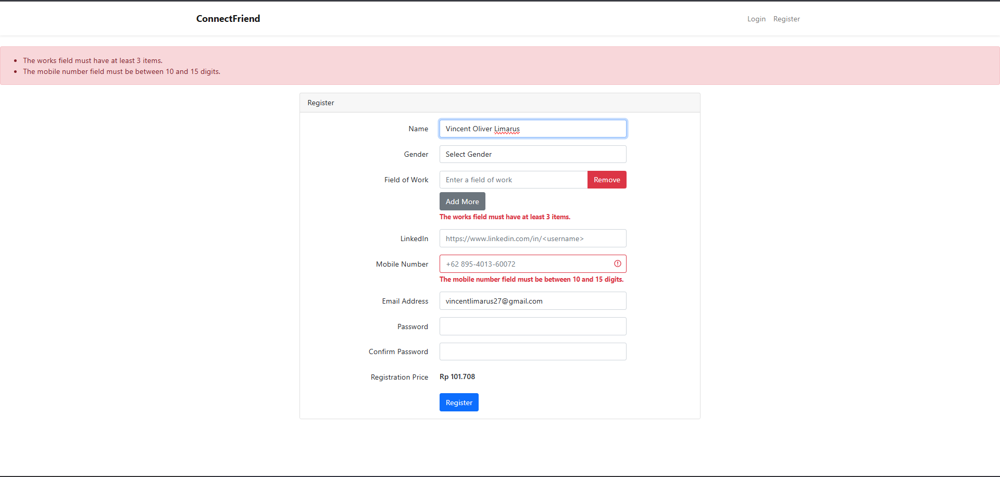 ConnectFriend
Login Register
The works field must have at least 3 items.
The mobile number field must be between 10 and 15 digits.
Register
Name Vincent Oliver Limarus
Gender Select Gender
Field of Work Enter a field of work Remove
Add More
The works field must have at least 3 items.
LinkedIn https://www.linkedin.com/in/<username>
Mobile Number +62 895-4013-60072
The mobile number field must be between 10 and 15 digits.
Email Address vincentlimarus27@gmail.com
Password
Confirm Password
Registration Price Rp 101.708
Register